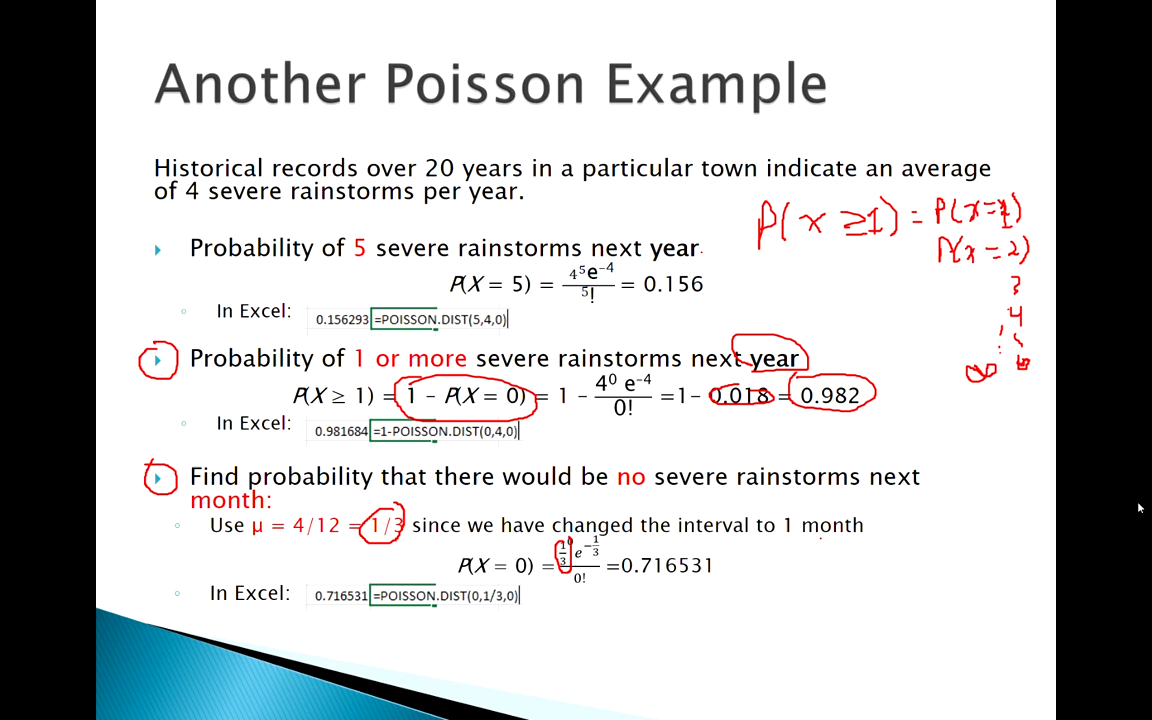 Another Poisson Example
Historical records over 20 years in a particular town indicate an average
of 4 severe rainstorms per year.
P(x ≥ 1) = P(x = 1)
P(x = 2)
3
4
Probability of 5 severe rainstorms next year.
P(X = 5) = 4⁵e⁻⁴/5! = 0.156
In Excel: 0.156293 =POISSON.DIST(5,4,0)
∞
Probability of 1 or more severe rainstorms next year
P(X ≥ 1) = 1 − P(X = 0) = 1 − 4⁰ e⁻⁴/0! =1− 0.018 = 0.982
In Excel: 0.981684 =1-POISSON.DIST(0,4,0)
Find probability that there would be no severe rainstorms next
month:
Use μ = 4/12 = 1/3 since we have changed the interval to 1 month
P(X = 0) = 1/3⁰ e^−1/3 / 0! =0.716531
In Excel: 0.716531 =POISSON.DIST(0,1/3,0)